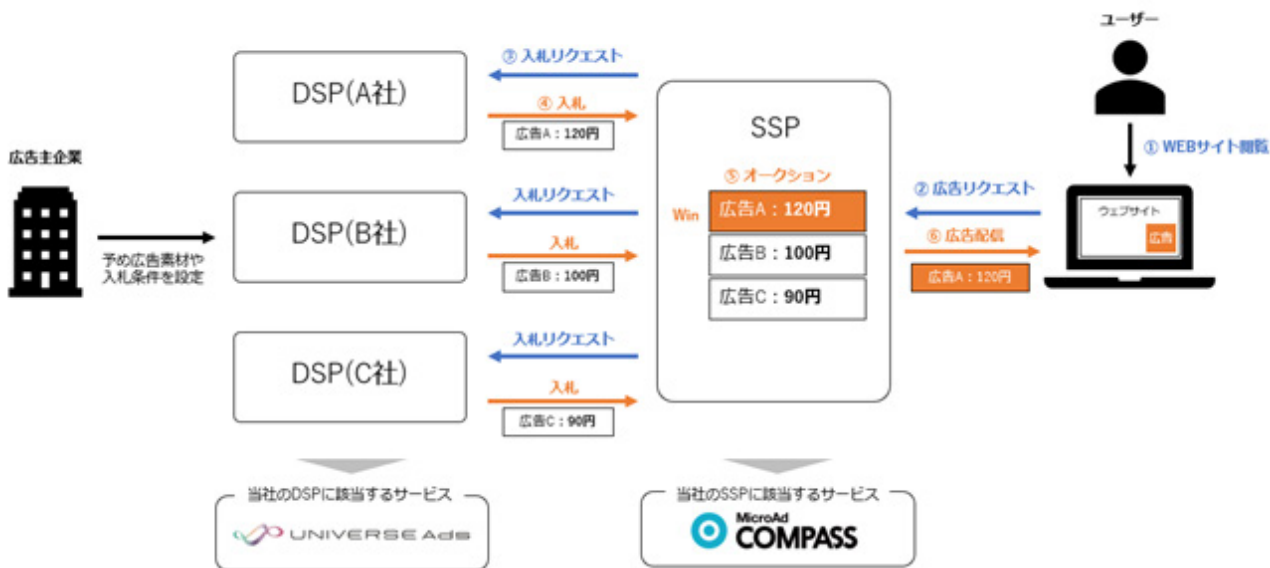 ユーザー
① WEBサイト閲覧
広告主企業
予め広告素材や
入札条件を設定
DSP(A社)
③ 入札リクエスト
④ 入札
広告A：120円
DSP(B社)
入札リクエスト
入札
広告B：100円
DSP(C社)
入札リクエスト
入札
広告C：90円
SSP
⑤ オークション
Win
広告A：120円
広告B：100円
広告C：90円
② 広告リクエスト
⑥ 広告配信
広告A：120円
ウェブサイト
広告
当社のDSPに該当するサービス
UNIVERSE Ads
当社のSSPに該当するサービス
MicroAd
COMPASS